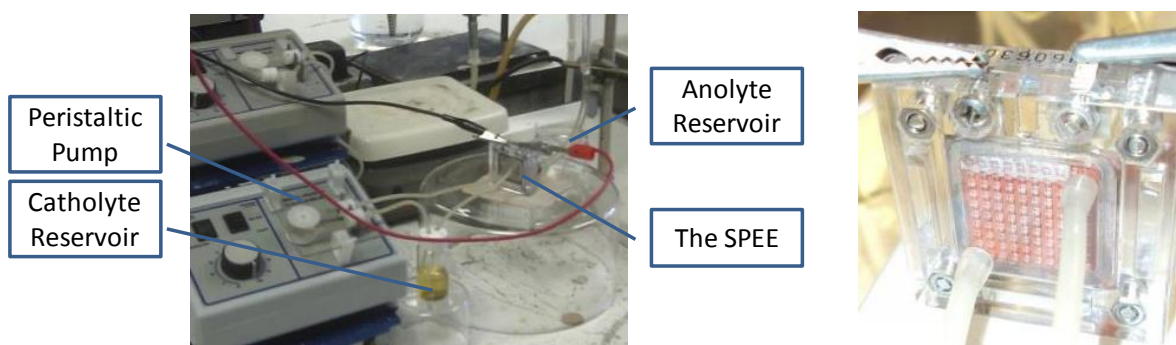 Peristaltic
Pump
Catholyte
Reservoir
Anolyte
Reservoir
The SPEE